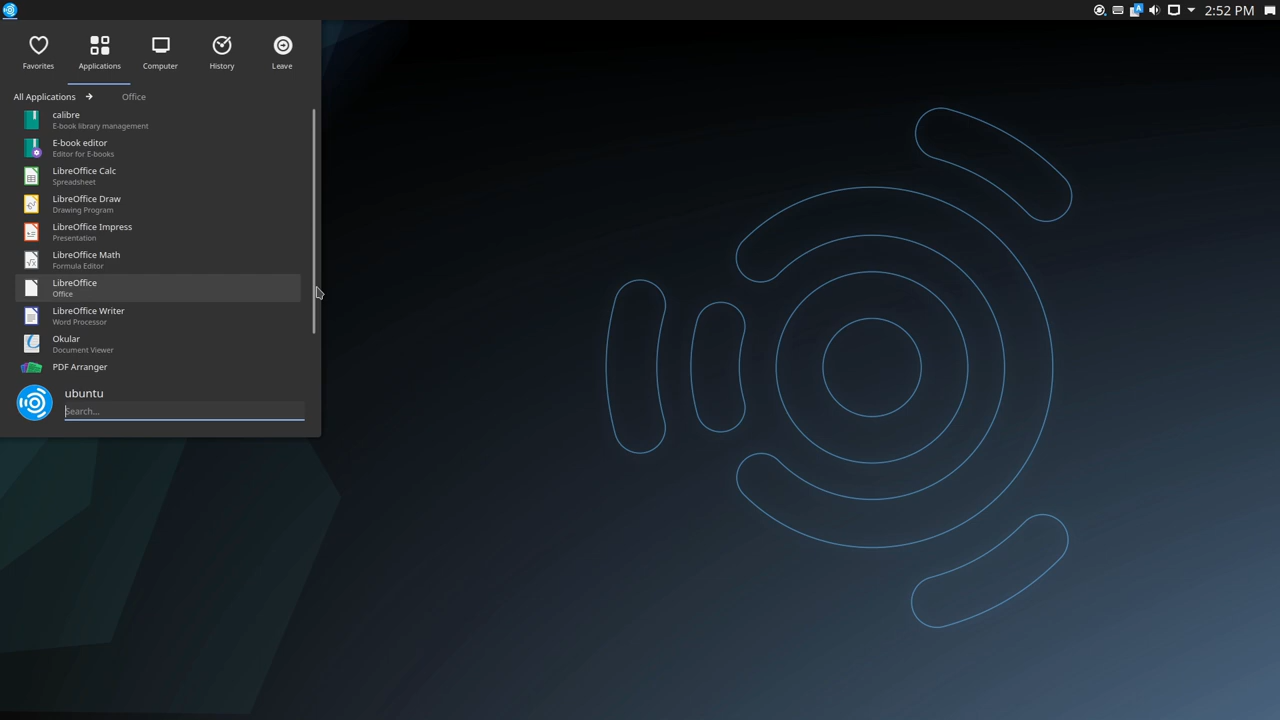 2:52 PM
Favorites
Applications
Computer
History
Leave
All Applications
Office
calibre
E-book library management
E-book editor
Editor for E-books
LibreOffice Calc
Spreadsheet
LibreOffice Draw
Drawing Program
LibreOffice Impress
Presentation
LibreOffice Math
Formula Editor
LibreOffice
Office
LibreOffice Writer
Word Processor
Okular
Document Viewer
PDF Arranger
ubuntu
Search...